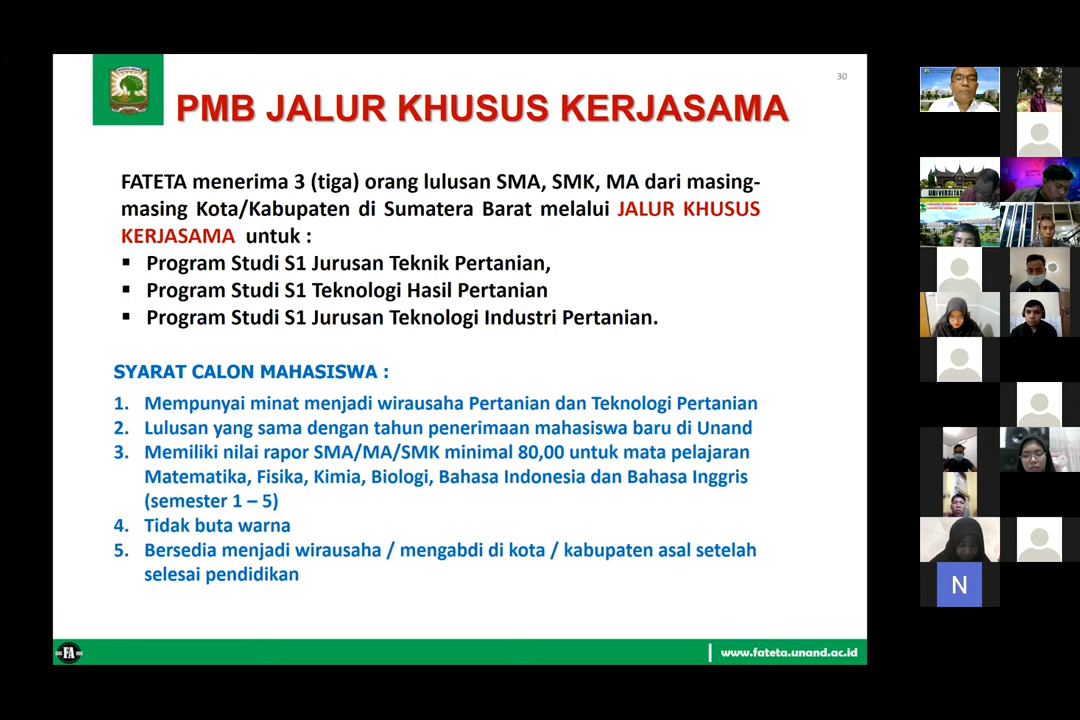 30
PMB JALUR KHUSUS KERJASAMA
FATETA menerima 3 (tiga) orang lulusan SMA, SMK, MA dari masing-
masing Kota/Kabupaten di Sumatera Barat melalui JALUR KHUSUS
KERJASAMA untuk :
▪ Program Studi S1 Jurusan Teknik Pertanian,
▪ Program Studi S1 Teknologi Hasil Pertanian
▪ Program Studi S1 Jurusan Teknologi Industri Pertanian.
SYARAT CALON MAHASISWA :
1. Mempunyai minat menjadi wirausaha Pertanian dan Teknologi Pertanian
2. Lulusan yang sama dengan tahun penerimaan mahasiswa baru di Unand
3. Memiliki nilai rapor SMA/MA/SMK minimal 80,00 untuk mata pelajaran
Matematika, Fisika, Kimia, Biologi, Bahasa Indonesia dan Bahasa Inggris
(semester 1 – 5)
4. Tidak buta warna
5. Bersedia menjadi wirausaha / mengabdi di kota / kabupaten asal setelah
selesai pendidikan
FA
www.fateta.unand.ac.id
UNIVERSITAS
N